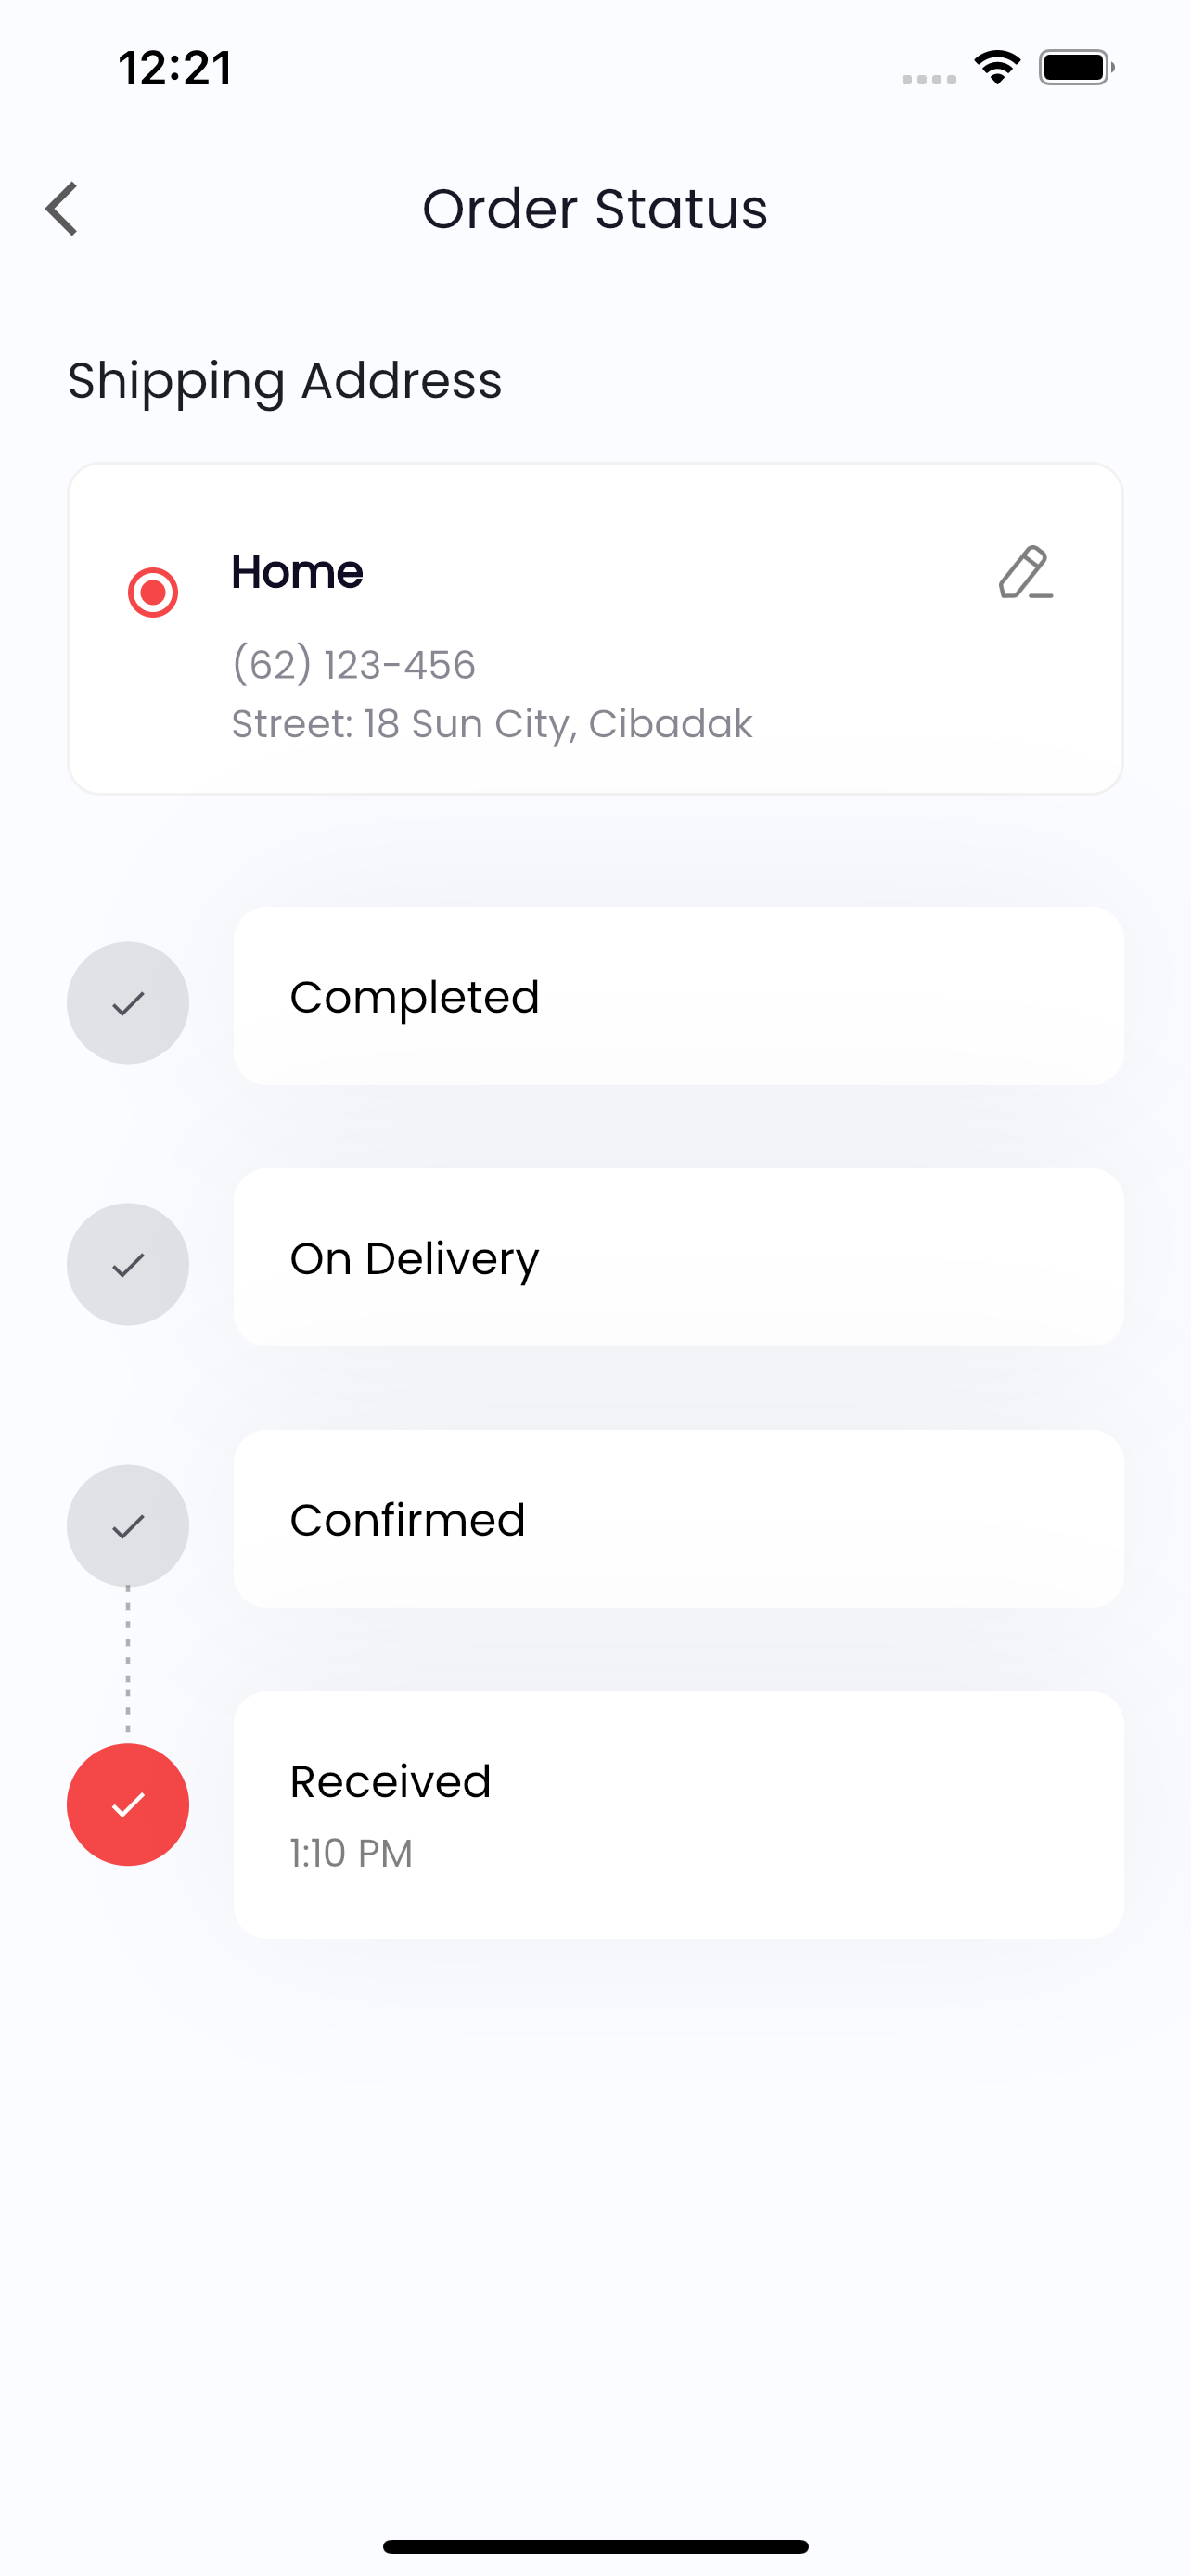 12:21
Order Status
Shipping Address
Home
(62) 123-456
Street: 18 Sun City, Cibadak
Completed
On Delivery
Confirmed
Received
1:10 PM